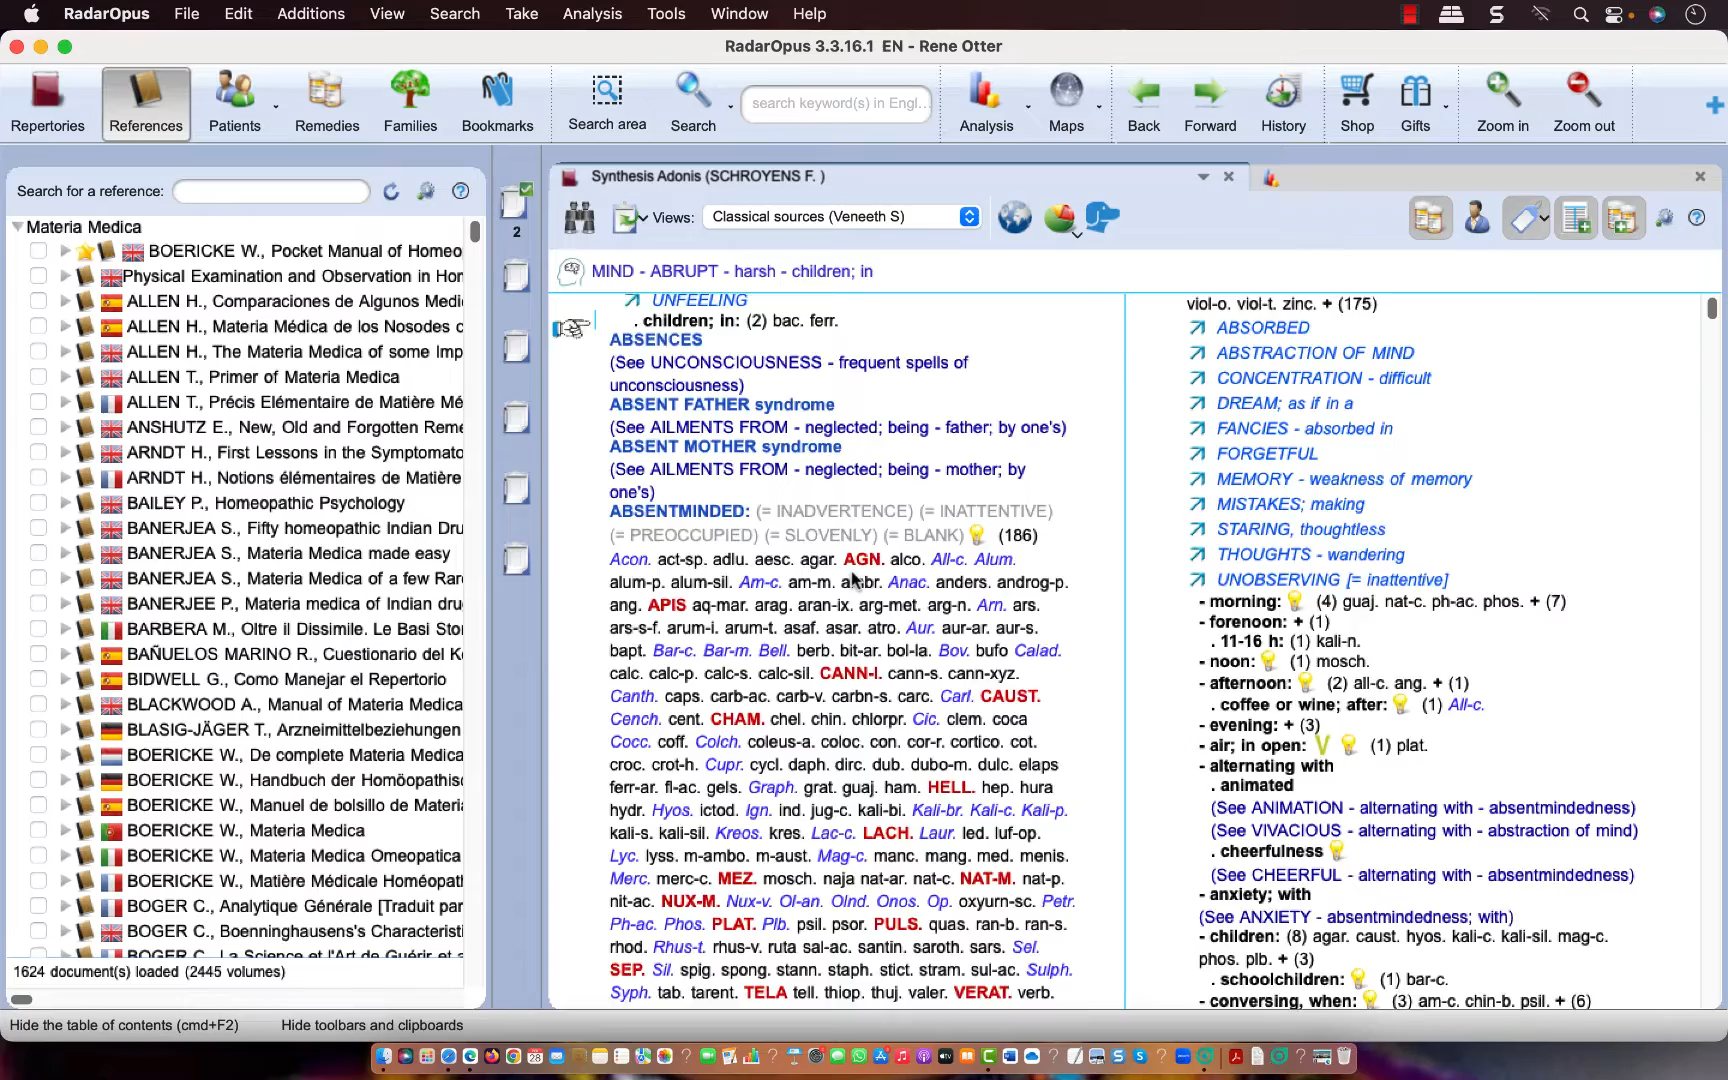 RadarOpus File Edit Additions View Search Take Analysis Tools Window Help
RadarOpus 3.3.16.1 EN - Rene Otter
Repertories References Patients Remedies Families Bookmarks Search area Search search keyword(s) in Engl... Analysis Maps Back Forward History Shop Gifts Zoom in Zoom out
Search for a reference:
Materia Medica
BOERICKE W., Pocket Manual of Homeo
Physical Examination and Observation in Hom
ALLEN H., Comparaciones de Algunos Medi
ALLEN H., Materia Médica de los Nosodes c
ALLEN H., The Materia Medica of some Imp
ALLEN T., Primer of Materia Medica
ALLEN T., Précis Elémentaire de Matière Mé
ANSHUTZ E., New, Old and Forgotten Reme
ARNDT H., First Lessons in the Symptomato
ARNDT H., Notions élémentaires de Matière
BAILEY P., Homeopathic Psychology
BANERJEA S., Fifty homeopathic Indian Dru
BANERJEA S., Materia Medica made easy
BANERJEA S., Materia Medica of a few Rar
BANERJEE P., Materia medica of Indian dru
BARBERA M., Oltre il Dissimile. Le Basi Stor
BAÑUELOS MARINO R., Cuestionario del Ke
BIDWELL G., Como Manejar el Repertorio
BLACKWOOD A., Manual of Materia Medica
BLASIG-JÄGER T., Arzneimittelbeziehungen
BOERICKE W., De complete Materia Medica
BOERICKE W., Handbuch der Homöopathisc
BOERICKE W., Manuel de bolsillo de Materia
BOERICKE W., Materia Medica
BOERICKE W., Materia Medica Omeopatica
BOERICKE W., Matière Médicale Homéopath
BOGER C., Analytique Générale [Traduit par
BOGER C., Boenninghausens's Characteristi
BOGER C., La Science et l'Art de Guérir et a
1624 document(s) loaded (2445 volumes)
Hide the table of contents (cmd+F2) Hide toolbars and clipboards
2
Synthesis Adonis (SCHROYENS F. )
Views: Classical sources (Veneeth S)
MIND - ABRUPT - harsh - children; in
UNFEELING
. children; in: (2) bac. ferr.
ABSENCES
(See UNCONSCIOUSNESS - frequent spells of
unconsciousness)
ABSENT FATHER syndrome
(See AILMENTS FROM - neglected; being - father; by one's)
ABSENT MOTHER syndrome
(See AILMENTS FROM - neglected; being - mother; by
one's)
ABSENTMINDED: (= INADVERTENCE) (= INATTENTIVE)
(= PREOCCUPIED) (= SLOVENLY) (= BLANK) (186)
Acon. act-sp. adlu. aesc. agar. AGN. alco. All-c. Alum.
alum-p. alum-sil. Am-c. am-m. ambr. Anac. anders. androg-p.
ang. APIS aq-mar. arag. aran-ix. arg-met. arg-n. Arn. ars.
ars-s-f. arum-i. arum-t. asaf. asar. atro. Aur. aur-ar. aur-s.
bapt. Bar-c. Bar-m. Bell. berb. bit-ar. bol-la. Bov. bufo Calad.
calc. calc-p. calc-s. calc-sil. CANN-I. cann-s. cann-xyz.
Canth. caps. carb-ac. carb-v. carbn-s. carc. Carl. CAUST.
Cench. cent. CHAM. chel. chin. chlorpr. Cic. clem. coca
Cocc. coff. Colch. coleus-a. coloc. con. cor-r. cortico. cot.
croc. crot-h. Cupr. cycl. daph. dirc. dub. dubo-m. dulc. elaps
ferr-ar. fl-ac. gels. Graph. grat. guaj. ham. HELL. hep. hura
hydr. Hyos. ictod. Ign. ind. jug-c. kali-bi. Kali-br. Kali-c. Kali-p.
kali-s. kali-sil. Kreos. kres. Lac-c. LACH. Laur. led. luf-op.
Lyc. lyss. m-ambo. m-aust. Mag-c. manc. mang. med. menis.
Merc. merc-c. MEZ. mosch. naja nat-ar. nat-c. NAT-M. nat-p.
nit-ac. NUX-M. Nux-v. Ol-an. Olnd. Onos. Op. oxyurn-sc. Petr.
Ph-ac. Phos. PLAT. Plb. psil. psor. PULS. quas. ran-b. ran-s.
rhod. Rhus-t. rhus-v. ruta sal-ac. santin. saroth. sars. Sel.
SEP. Sil. spig. spong. stann. staph. stict. stram. sul-ac. Sulph.
Syph. tab. tarent. TELA tell. thiop. thuj. valer. VERAT. verb.
viol-o. viol-t. zinc. + (175)
ABSORBED
ABSTRACTION OF MIND
CONCENTRATION - difficult
DREAM; as if in a
FANCIES - absorbed in
FORGETFUL
MEMORY - weakness of memory
MISTAKES; making
STARING, thoughtless
THOUGHTS - wandering
UNOBSERVING [= inattentive]
- morning: (4) guaj. nat-c. ph-ac. phos. + (7)
- forenoon: + (1)
. 11-16 h: (1) kali-n.
- noon: (1) mosch.
- afternoon: (2) all-c. ang. + (1)
. coffee or wine; after: (1) All-c.
- evening: + (3)
- air; in open: (1) plat.
- alternating with
. animated
(See ANIMATION - alternating with - absentmindedness)
(See VIVACIOUS - alternating with - abstraction of mind)
. cheerfulness
(See CHEERFUL - alternating with - absentmindedness)
- anxiety; with
(See ANXIETY - absentmindedness; with)
- children: (8) agar. caust. hyos. kali-c. kali-sil. mag-c.
phos. plb. + (3)
. schoolchildren: (1) bar-c.
- conversing, when: (3) am-c. chin-b. psil. + (6)